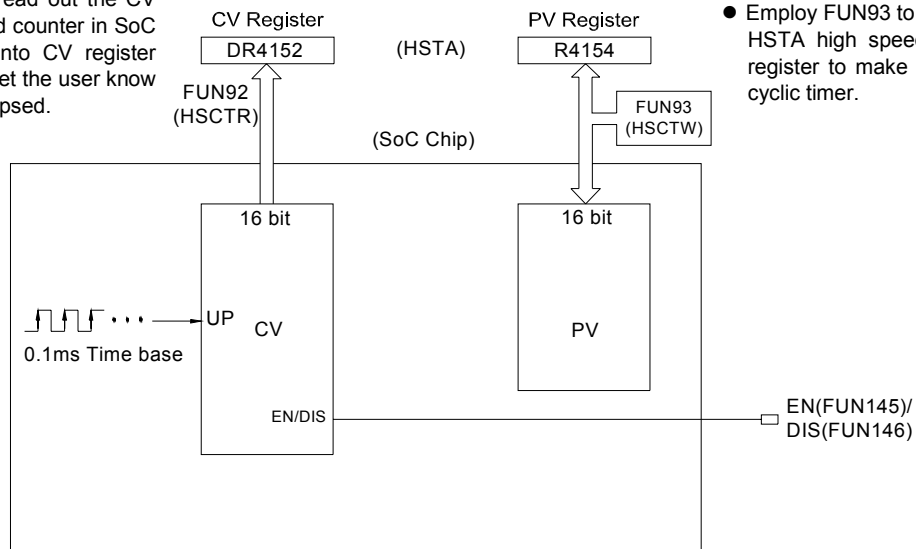 ead out the CV
d counter in SoC
nto CV register
et the user know
psed.
CV Register
DR4152
(HSTA)
PV Register
R4154
● Employ FUN93 to
HSTA high speed
register to make
cyclic timer.
FUN92
(HSCTR)
FUN93
(HSCTW)
(SoC Chip)
16 bit
16 bit
UP
CV
PV
0.1ms Time base
EN/DIS
EN(FUN145)/
DIS(FUN146)